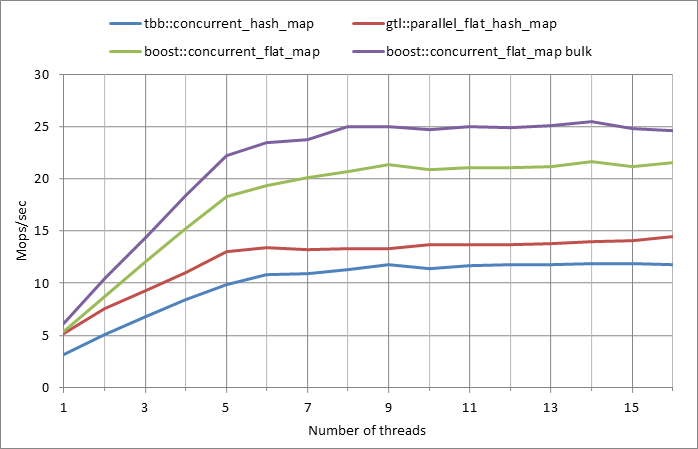 tbb::concurrent_hash_map gtl::parallel_flat_hash_map
boost::concurrent_flat_map boost::concurrent_flat_map bulk
30
25
20
15
10
5
0
Mops/sec
1 3 5 7 9 11 13 15
Number of threads